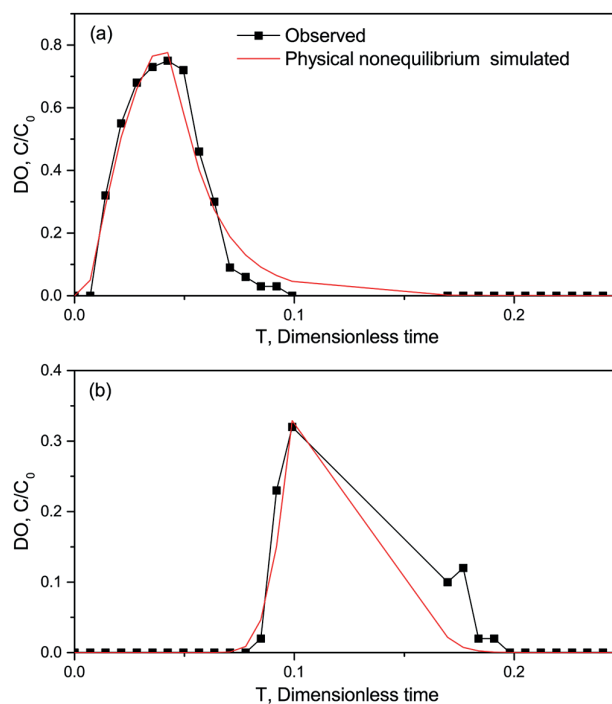 (a)
Observed
Physical nonequilibrium simulated
DO, C/C0
0.8
0.6
0.4
0.2
0.0
0.0 0.1 0.2
T, Dimensionless time
(b)
DO, C/C0
0.4
0.3
0.2
0.1
0.0
0.0 0.1 0.2
T, Dimensionless time